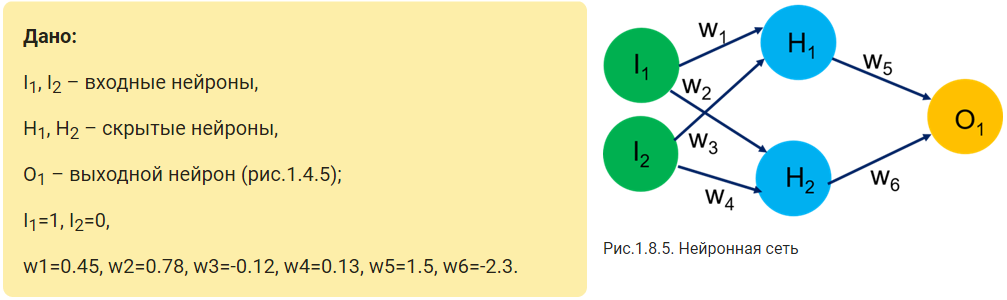 Дано:
I1, I2 – входные нейроны,
H1, H2 – скрытые нейроны,
O1 – выходной нейрон (рис.1.4.5);
I1=1, I2=0,
w1=0.45, w2=0.78, w3=-0.12, w4=0.13, w5=1.5, w6=-2.3.
I1
I2
w1
w2
w3
w4
H1
H2
w5
w6
O1
Рис.1.8.5. Нейронная сеть